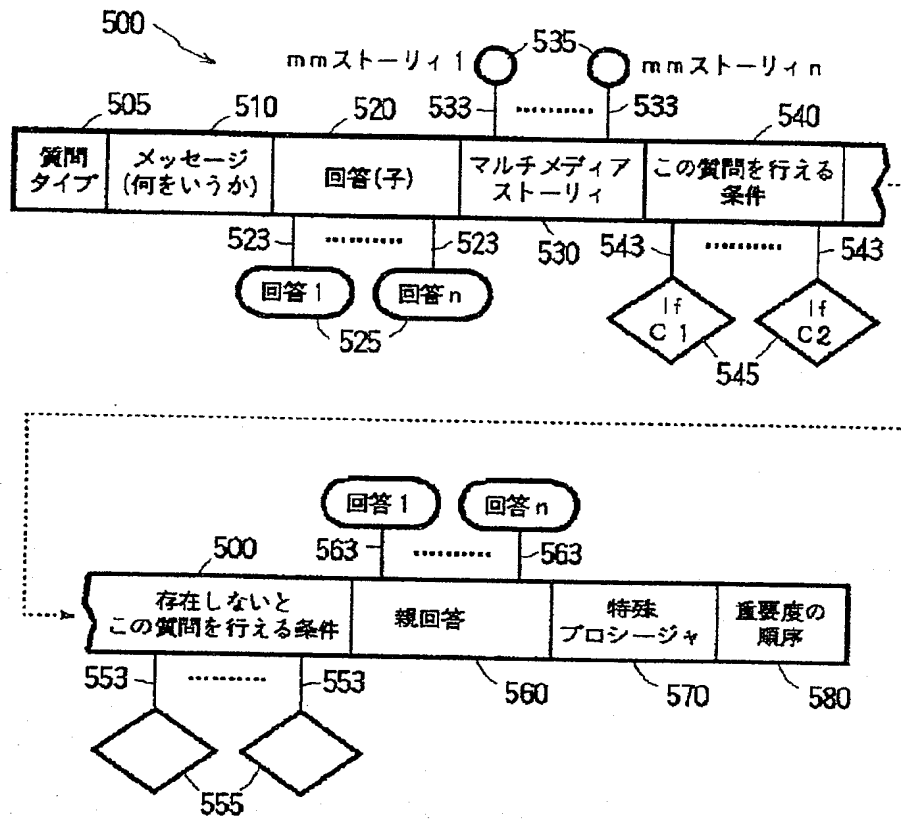 500
mmストーリィ1
535
mmストーリィn
505
510
520
533
533
540
質問
タイプ
メッセージ
(何をいうか)
回答(子)
マルチメディア
ストーリィ
この質問を行える
条件
523
523
530
543
543
回答1
回答n
525
If
C1
If
C2
545
回答1
回答n
500
563
563
存在しないと
この質問を行える条件
親回答
特殊
プロシージャ
重要度の
順序
553
553
560
570
580
555